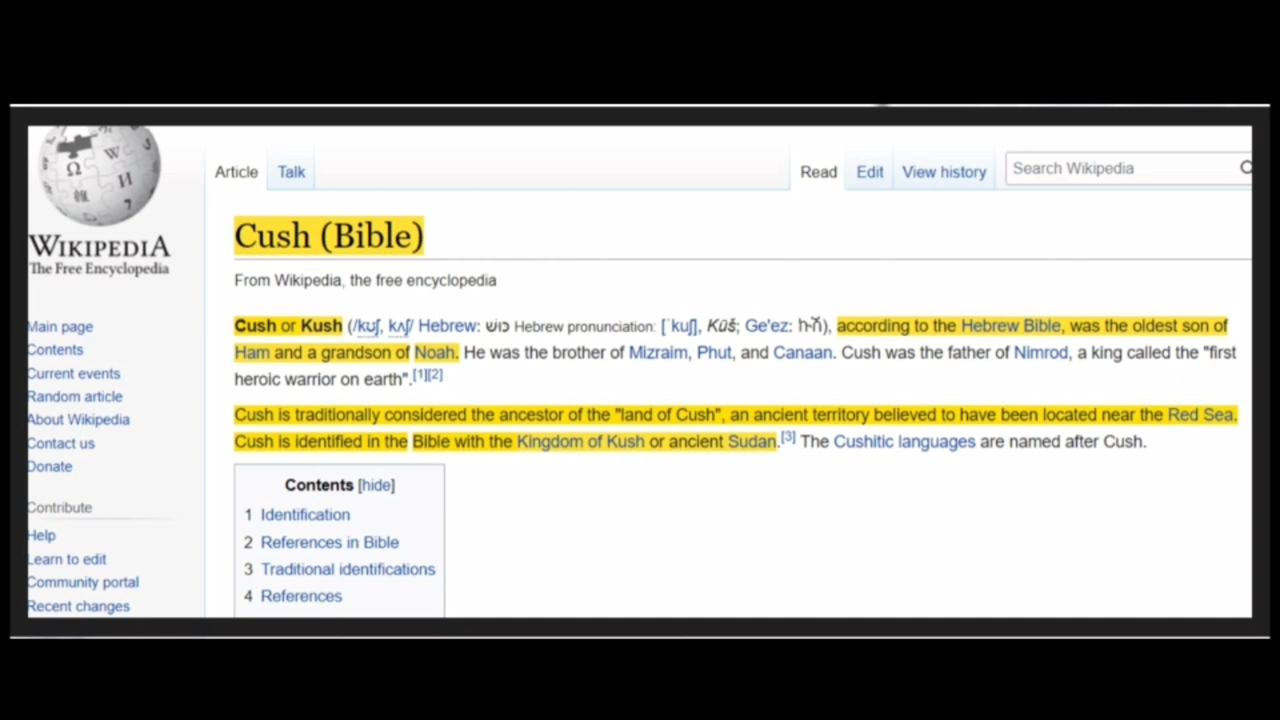 WIKIPEDIA
The Free Encyclopedia
Main page
Contents
Current events
Random article
About Wikipedia
Contact us
Donate
Contribute
Help
Learn to edit
Community portal
Recent changes
Article Talk Read Edit View history Search Wikipedia
Cush (Bible)
From Wikipedia, the free encyclopedia
Cush or Kush (/kʊʃ, kʌʃ/ Hebrew: כּוּשׁ Hebrew pronunciation: [ˈkuʃ], Kūš; Ge'ez: ኩሽ), according to the Hebrew Bible, was the oldest son of
Ham and a grandson of Noah. He was the brother of Mizraim, Phut, and Canaan. Cush was the father of Nimrod, a king called the "first
heroic warrior on earth".[1][2]
Cush is traditionally considered the ancestor of the "land of Cush", an ancient territory believed to have been located near the Red Sea.
Cush is identified in the Bible with the Kingdom of Kush or ancient Sudan.[3] The Cushitic languages are named after Cush.
Contents [hide]
1 Identification
2 References in Bible
3 Traditional identifications
4 References